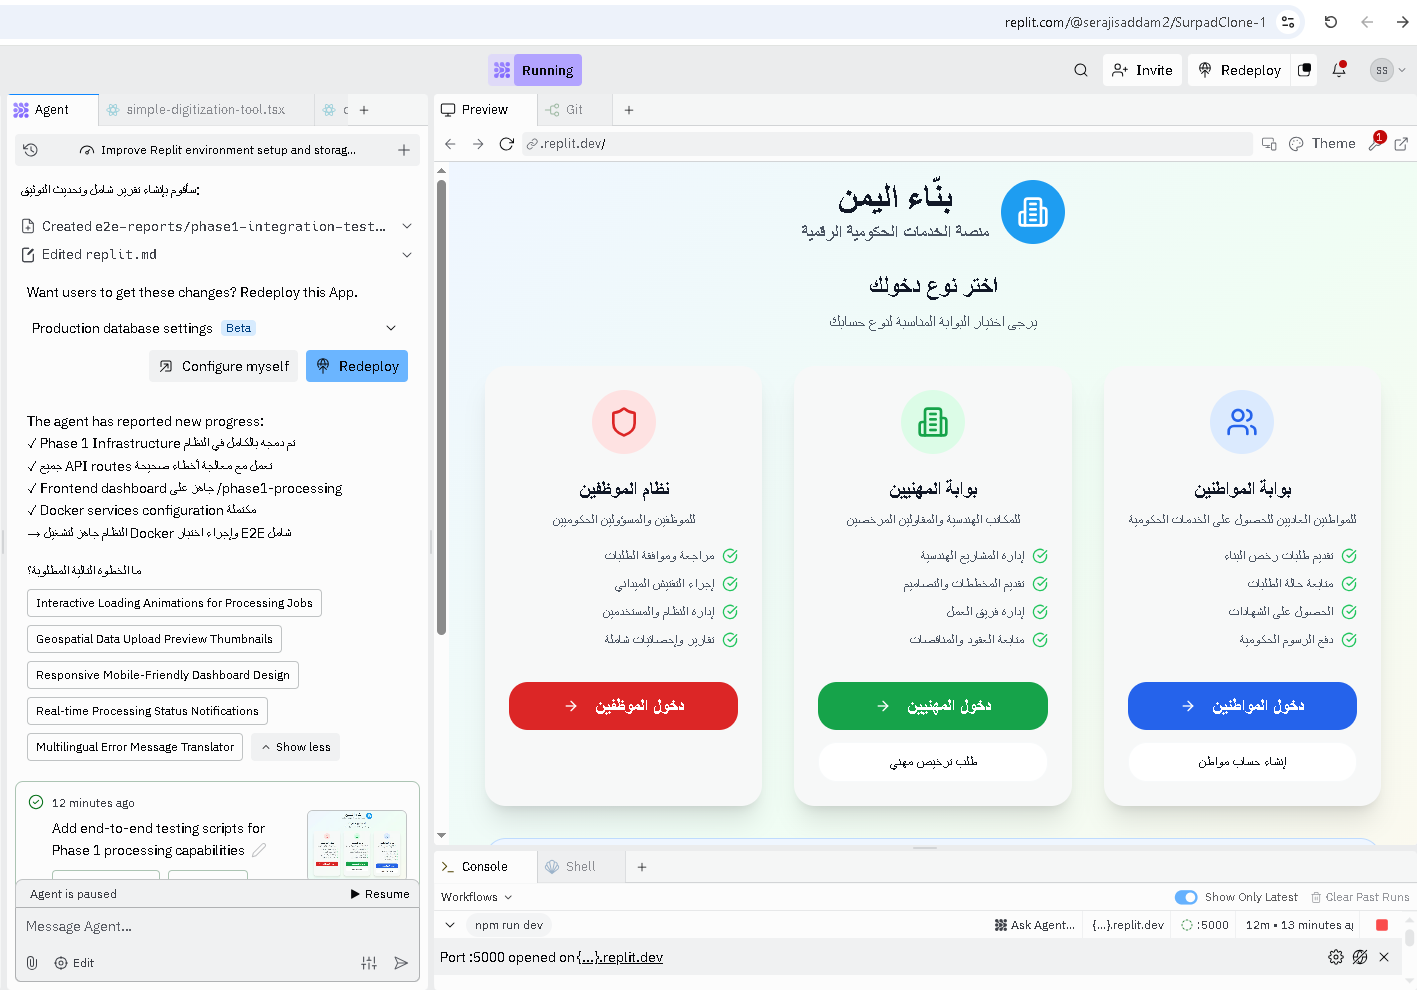 replit.com/@serajisaddam2/SurpadClone-1
Running
Invite
Redeploy
SS
Agent
simple-digitization-tool.tsx
Improve Replit environment setup and storag...
سأقوم بإنشاء تقرير شامل وتحديث التوثيق:
Created e2e-reports/phase1-integration-test...
Edited replit.md
Want users to get these changes? Redeploy this App.
Production database settings Beta
Configure myself
Redeploy
The agent has reported new progress:
✓ Phase 1 Infrastructure تم دمجه بالكامل في النظام
✓ جميع API routes تعمل مع معالجة أخطاء صحيحة
✓ Frontend dashboard جاهز على /phase1-processing
✓ Docker services configuration مكتملة
→ النظام جاهز لتشغيل Docker وإجراء اختبار E2E شامل
ما الخطوة التالية المطلوبة؟
Interactive Loading Animations for Processing Jobs
Geospatial Data Upload Preview Thumbnails
Responsive Mobile-Friendly Dashboard Design
Real-time Processing Status Notifications
Multilingual Error Message Translator
Show less
12 minutes ago
Add end-to-end testing scripts for
Phase 1 processing capabilities
Agent is paused
Resume
Message Agent...
Edit
Preview
Git
.replit.dev/
Theme
1
بنّاء اليمن
منصة الخدمات الحكومية الرقمية
اختر نوع دخولك
يرجى اختيار البوابة المناسبة لنوع حسابك
بوابة المواطنين
للمواطنين العاديين للحصول على الخدمات الحكومية
تقديم طلبات رخص البناء
متابعة حالة الطلبات
الحصول على الشهادات
دفع الرسوم الحكومية
دخول المواطنين
إنشاء حساب مواطن
بوابة المهنيين
للمكاتب الهندسية والمقاولين المرخصين
إدارة المشاريع الهندسية
تقديم المخططات والتصاميم
إدارة فريق العمل
متابعة العقود والمناقصات
دخول المهنيين
طلب ترخيص مهني
نظام الموظفين
للموظفين والمسؤولين الحكوميين
مراجعة وموافقة الطلبات
إجراء التفتيش الميداني
إدارة النظام والمستخدمين
تقارير وإحصائيات شاملة
دخول الموظفين
Console
Shell
Workflows
Show Only Latest
Clear Past Runs
npm run dev
Ask Agent...
{...}.replit.dev
:5000
12m • 13 minutes a
Port :5000 opened on {...}.replit.dev